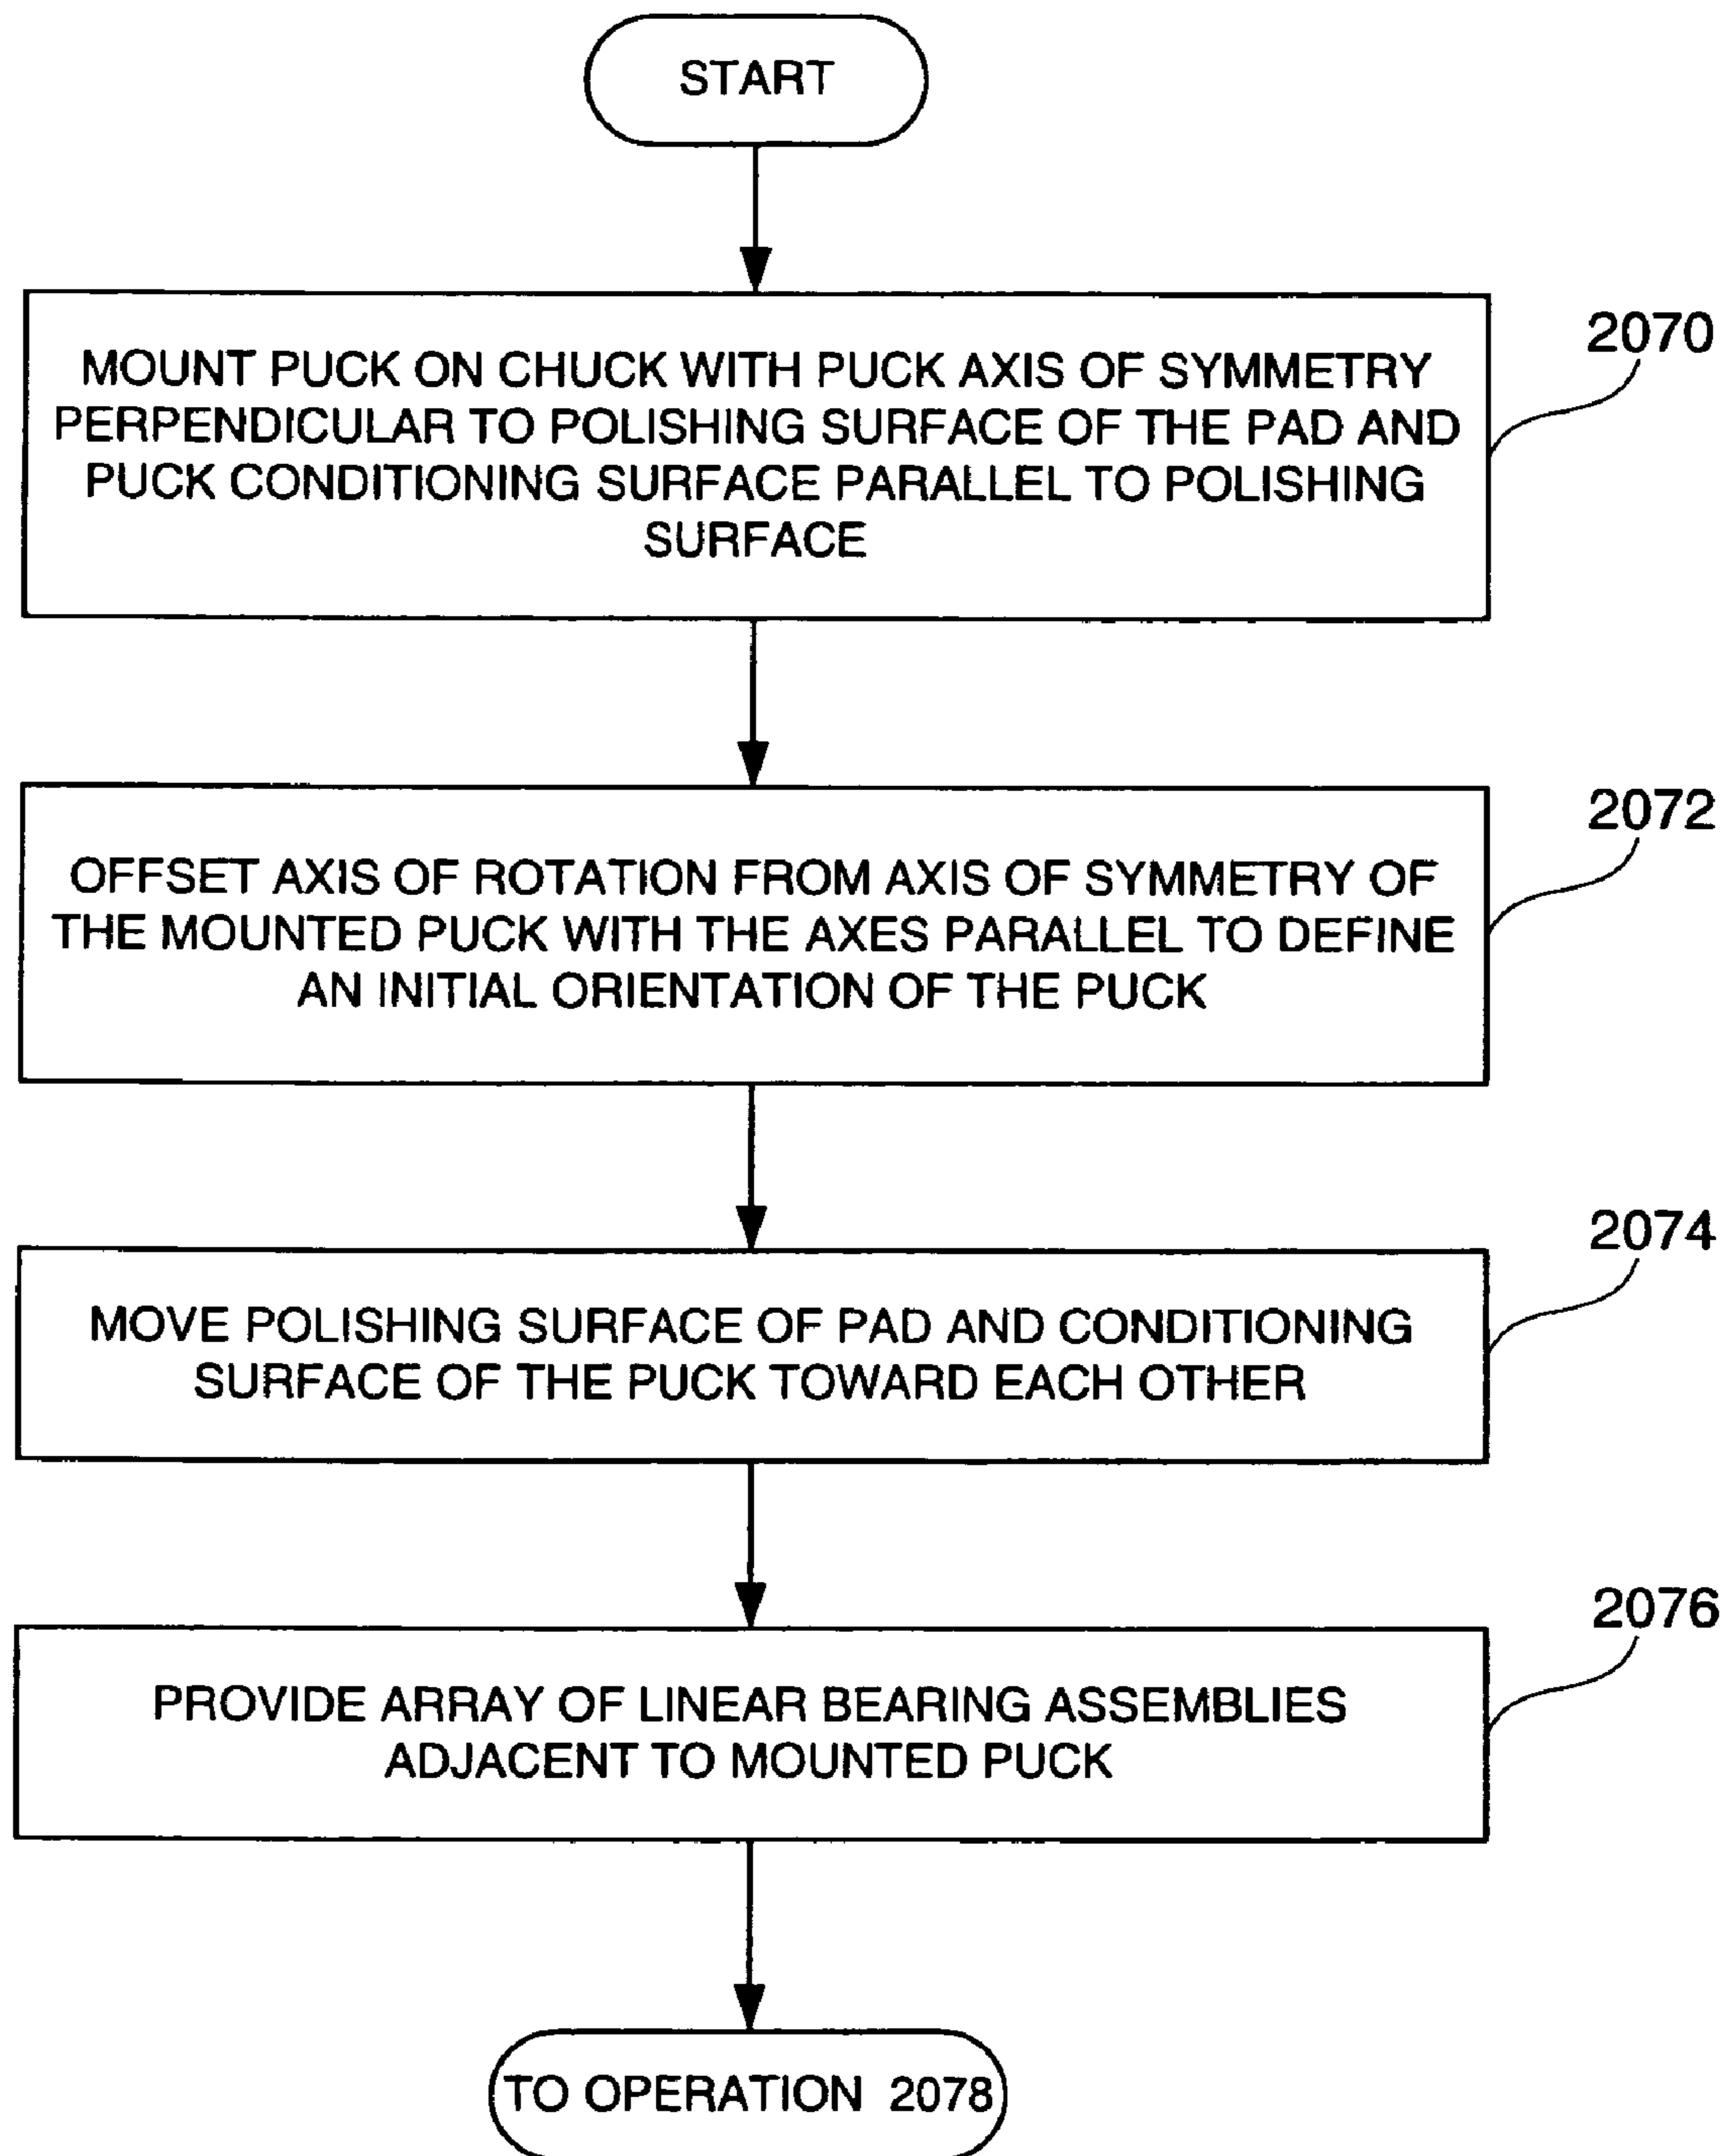 START
MOUNT PUCK ON CHUCK WITH PUCK AXIS OF SYMMETRY
PERPENDICULAR TO POLISHING SURFACE OF THE PAD AND
PUCK CONDITIONING SURFACE PARALLEL TO POLISHING
SURFACE
2070
OFFSET AXIS OF ROTATION FROM AXIS OF SYMMETRY OF
THE MOUNTED PUCK WITH THE AXES PARALLEL TO DEFINE
AN INITIAL ORIENTATION OF THE PUCK
2072
MOVE POLISHING SURFACE OF PAD AND CONDITIONING
SURFACE OF THE PUCK TOWARD EACH OTHER
2074
PROVIDE ARRAY OF LINEAR BEARING ASSEMBLIES
ADJACENT TO MOUNTED PUCK
2076
TO OPERATION 2078